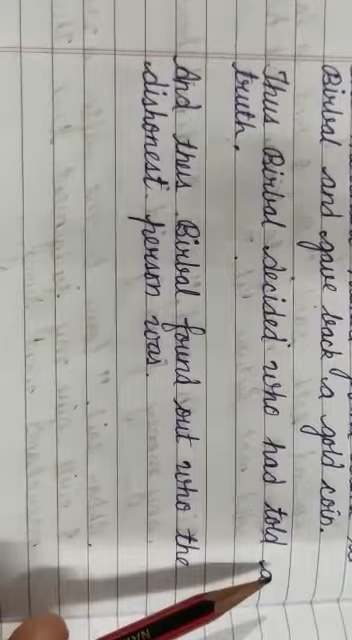 Birbal and gave back a gold coin.
Thus Birbal decided who had told a
truth.
And thus Birbal found out who the
dishonest person was.